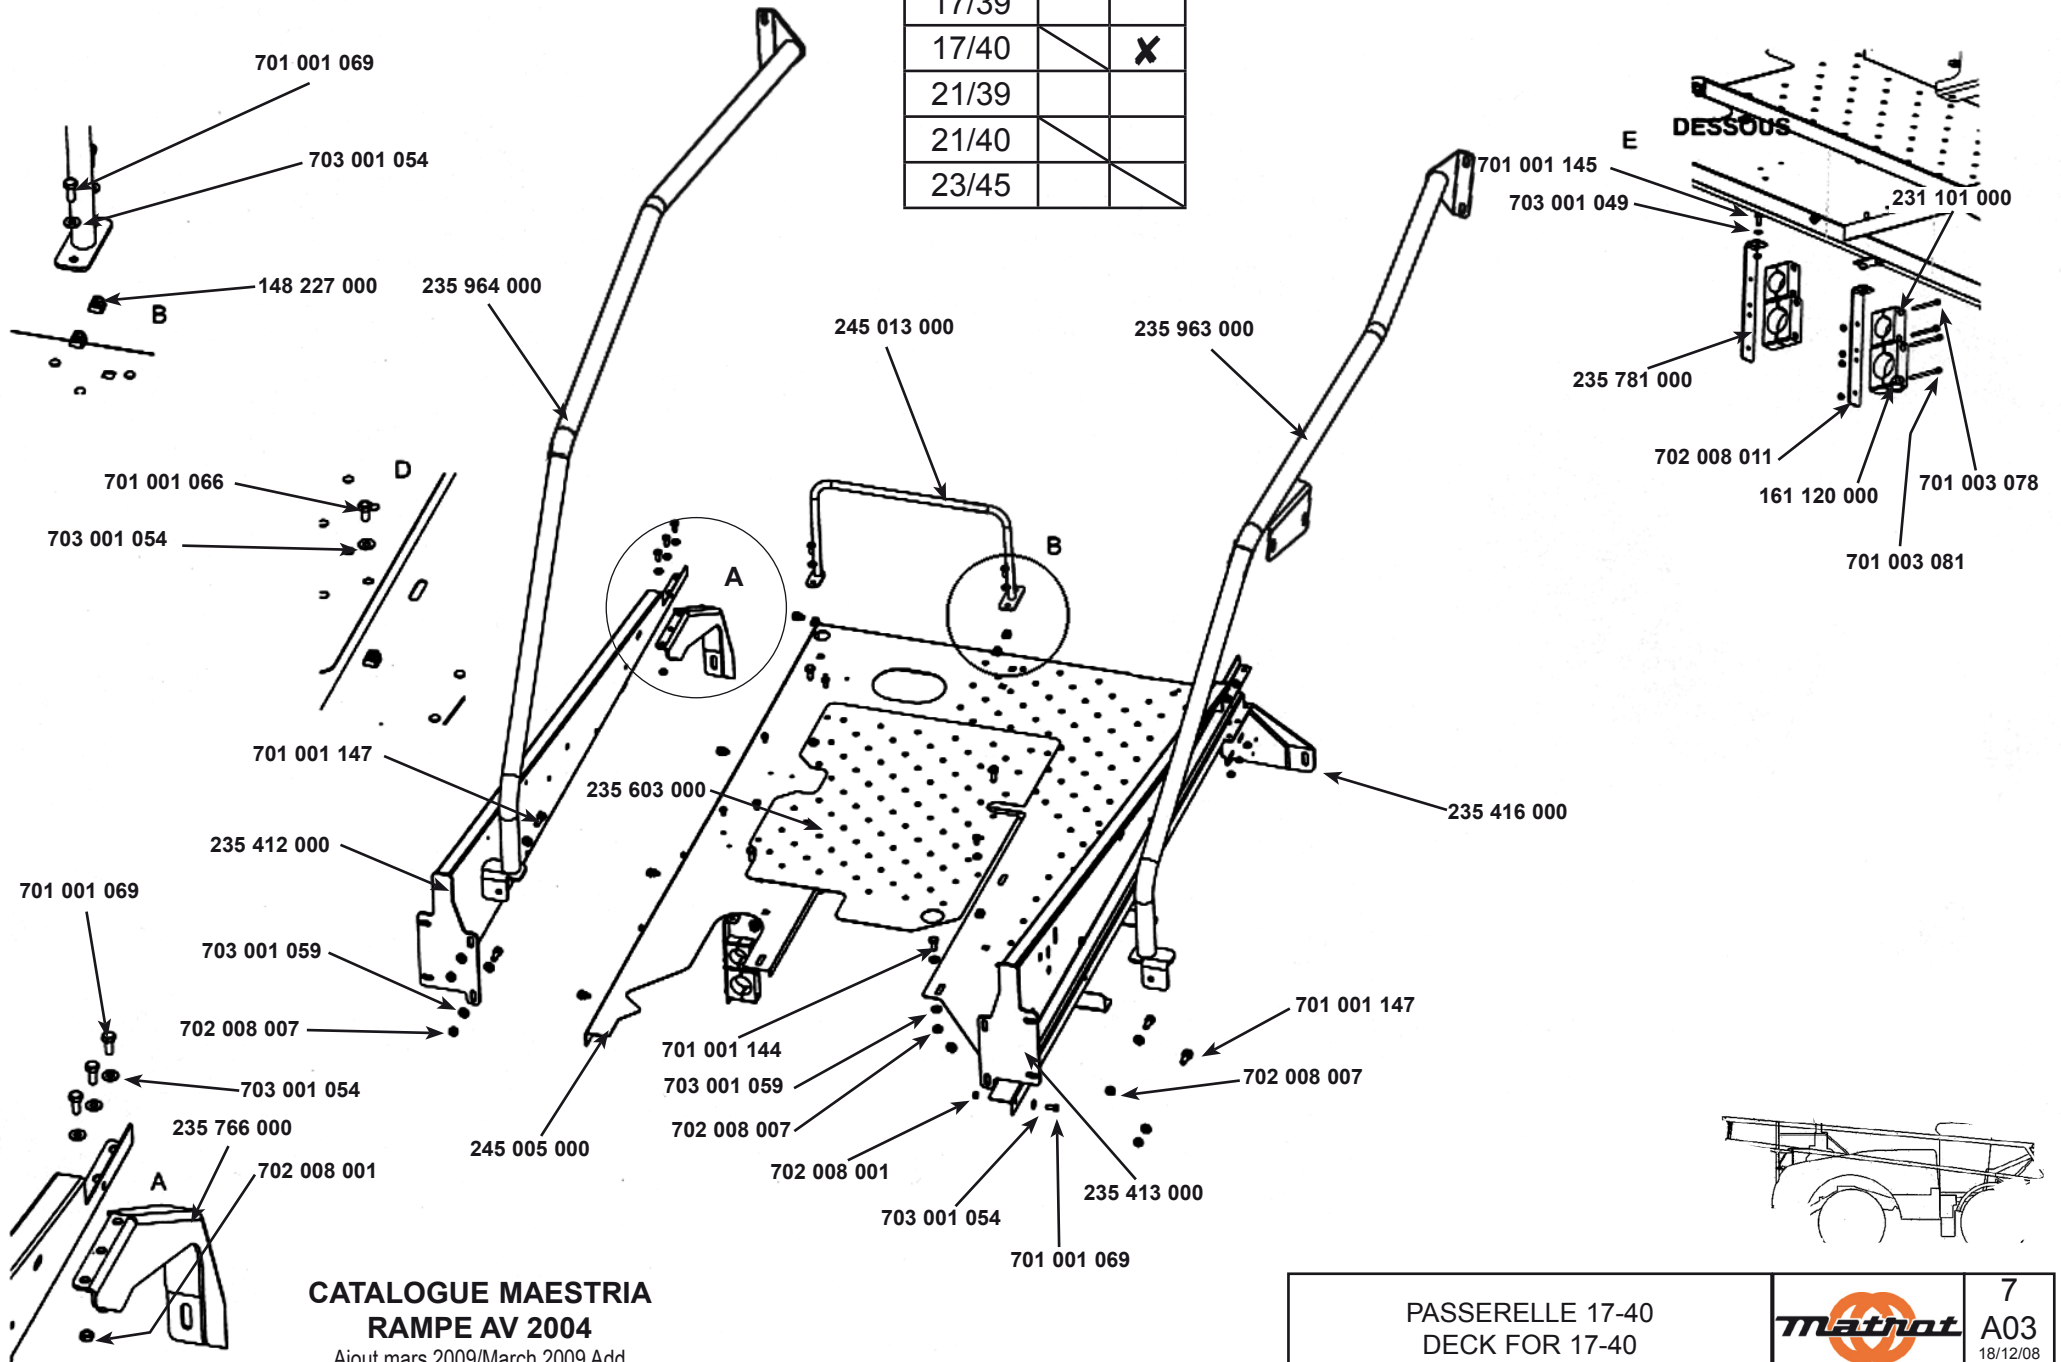 17/39
17/40 ✘
21/39
21/40
23/45
701 001 069
703 001 054
148 227 000
B
235 964 000
245 013 000
235 963 000
E
DESSOUS
701 001 145
703 001 049
231 101 000
235 781 000
702 008 011
161 120 000
701 003 078
701 003 081
D
701 001 066
703 001 054
A
B
701 001 147
235 603 000
235 412 000
235 416 000
701 001 069
703 001 059
702 008 007
703 001 054
235 766 000
A
702 008 001
245 005 000
701 001 144
703 001 059
702 008 007
702 008 001
703 001 054
701 001 069
235 413 000
701 001 147
702 008 007
CATALOGUE MAESTRIA
RAMPE AV 2004
Ajout mars 2009/March 2009 Add
PASSERELLE 17-40
DECK FOR 17-40
matrot
7
A03
18/12/08